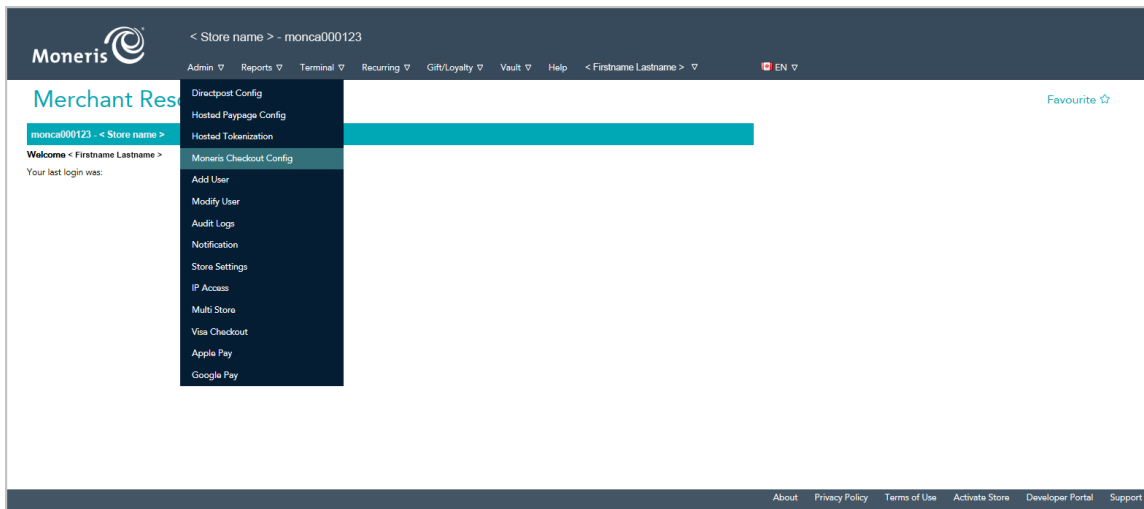 Moneris
< Store name > - monca000123
Admin ▽ Reports ▽ Terminal ▽ Recurring ▽ Gift/Loyalty ▽ Vault ▽ Help < Firstname Lastname > ▽ EN ▽
Merchant Reso
Favourite ☆
monca000123 - < Store name >
Welcome < Firstname Lastname >
Your last login was:
Directpost Config
Hosted Paypage Config
Hosted Tokenization
Moneris Checkout Config
Add User
Modify User
Audit Logs
Notification
Store Settings
IP Access
Multi Store
Visa Checkout
Apple Pay
Google Pay
About Privacy Policy Terms of Use Activate Store Developer Portal Support